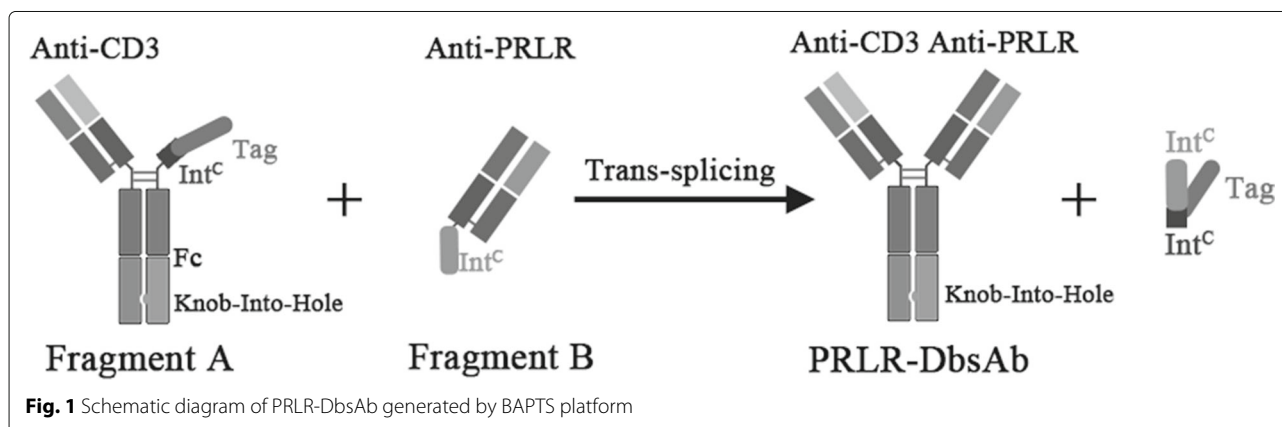 Anti-CD3
Anti-PRLR
Anti-CD3 Anti-PRLR
Tag
Int^C
+
Int^C
Trans-splicing
+
Int^C
Tag
Int^C
Fc
Knob-Into-Hole
Knob-Into-Hole
Fragment A
Fragment B
PRLR-DbsAb
Fig. 1 Schematic diagram of PRLR-DbsAb generated by BAPTS platform